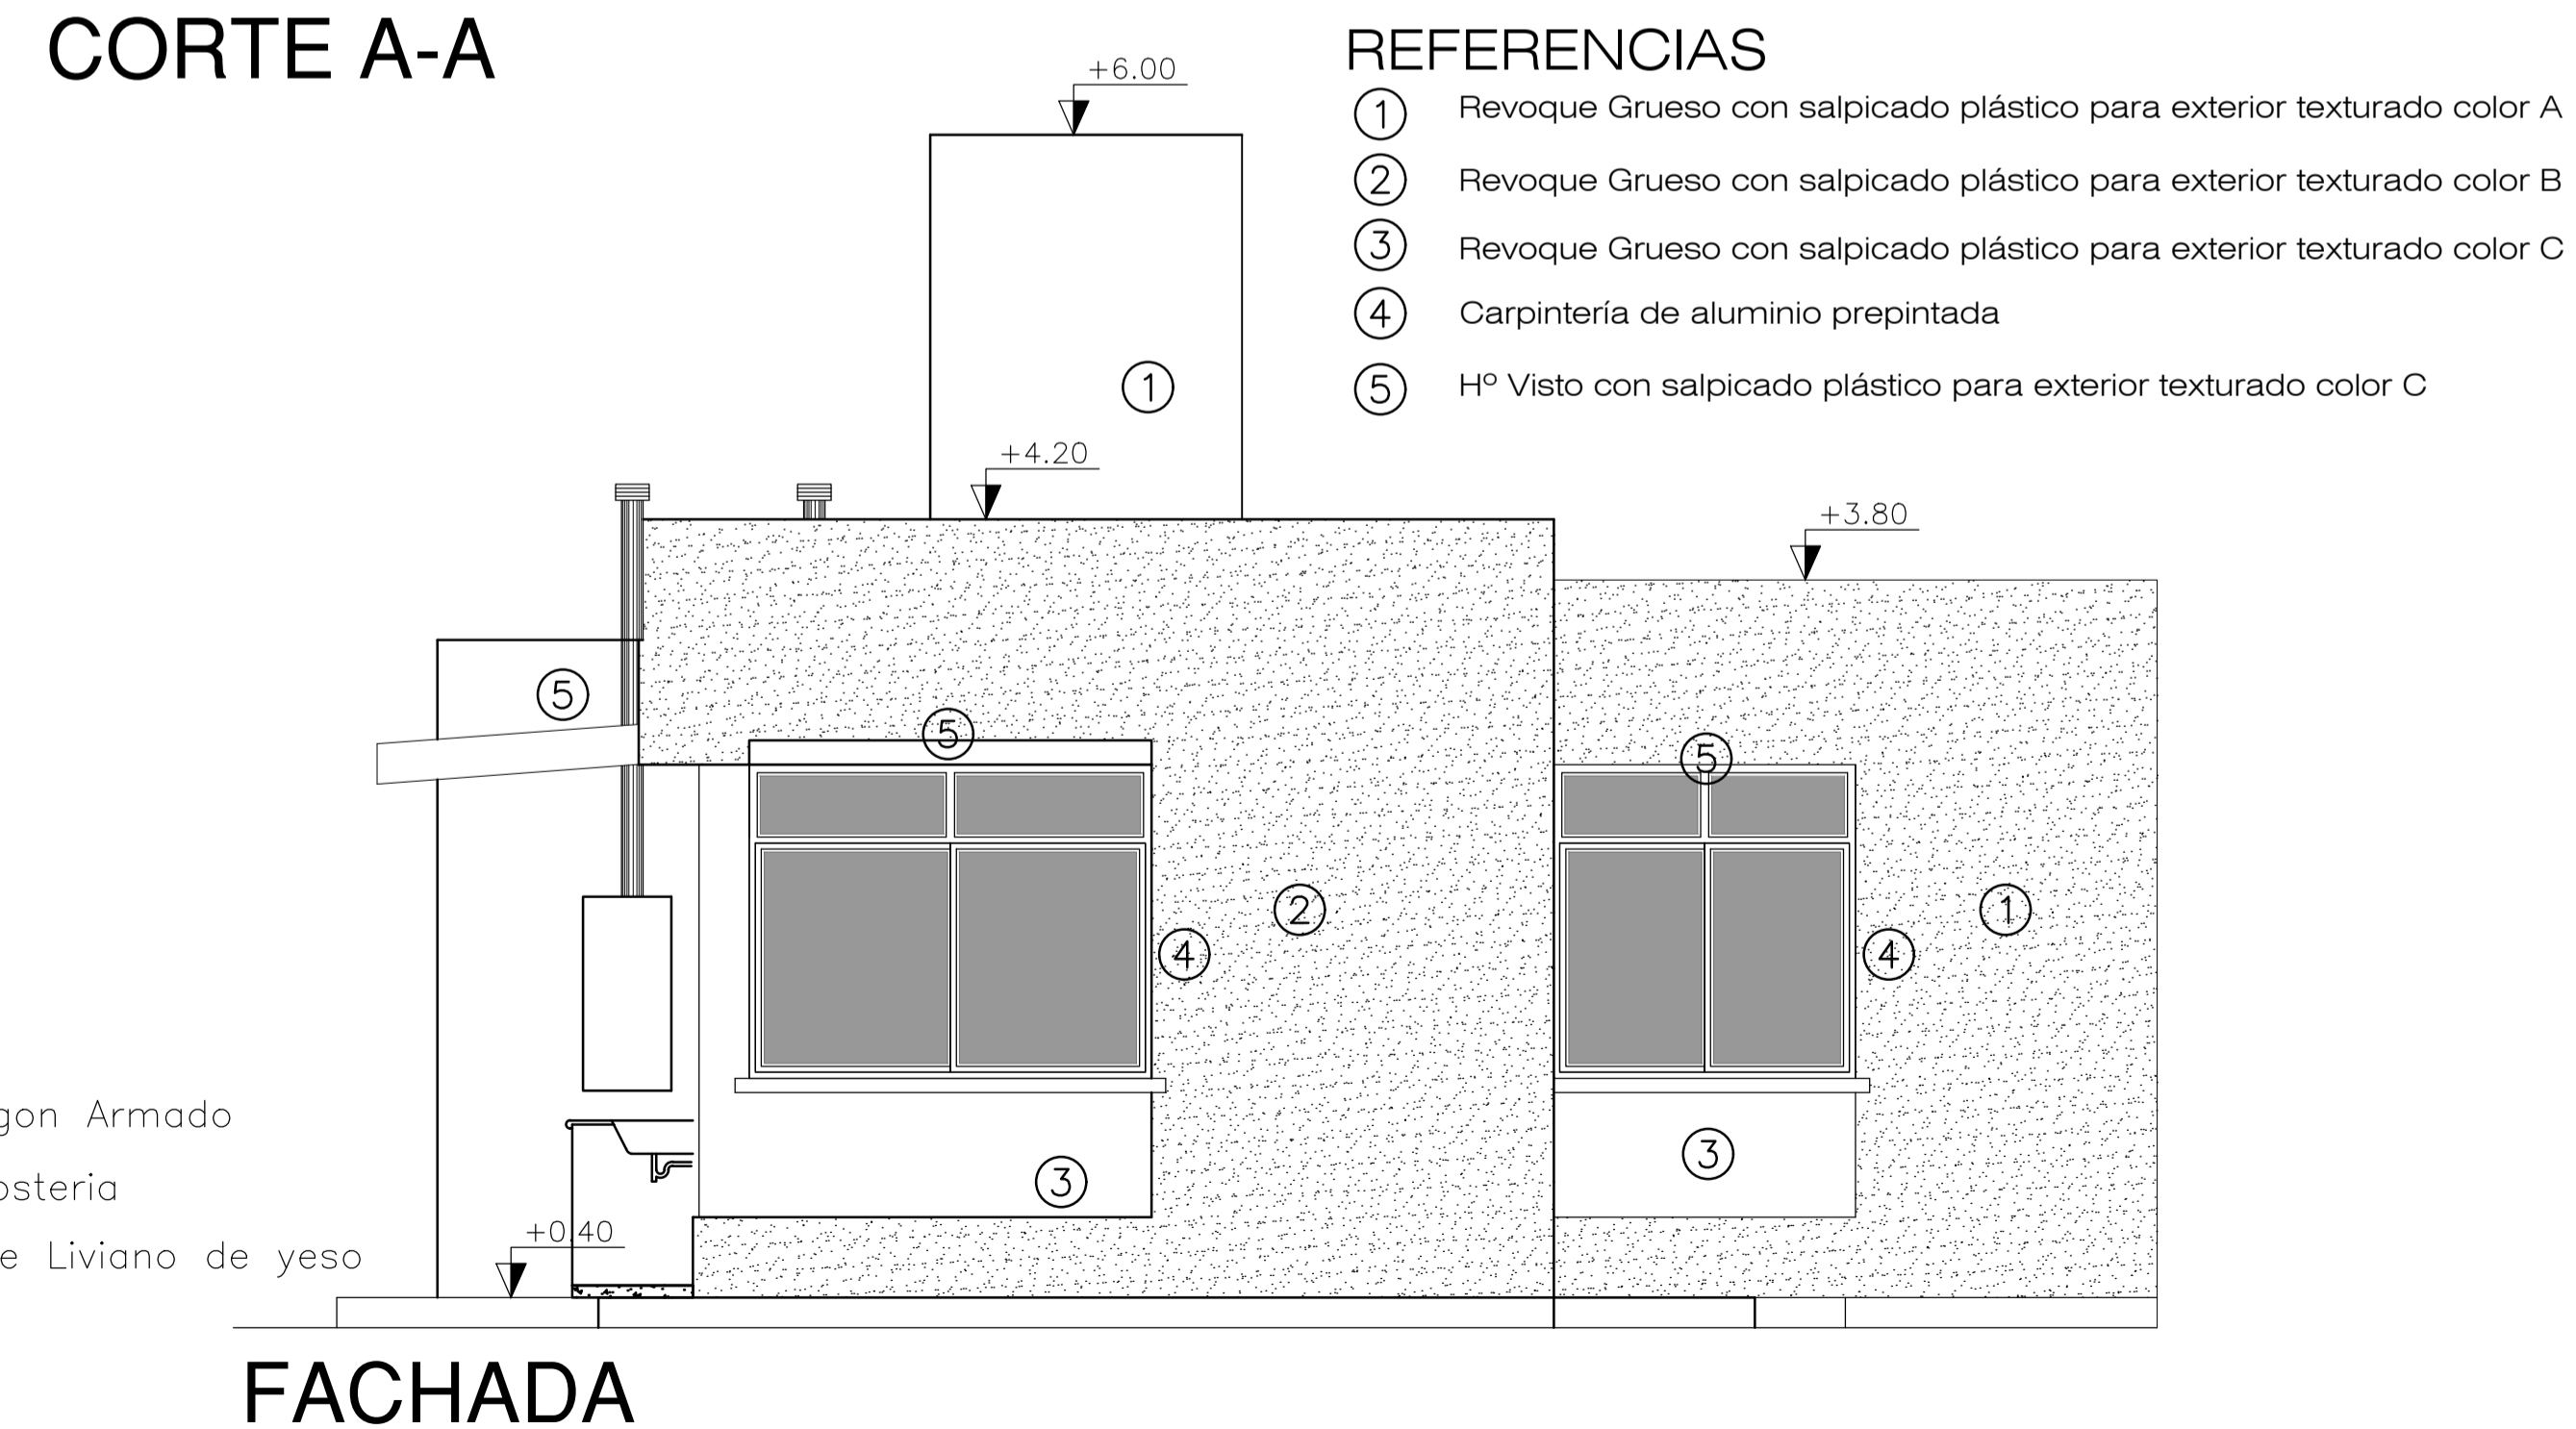 CORTE A-A
REFERENCIAS
1 Revoque Grueso con salpicado plástico para exterior texturado color A
2 Revoque Grueso con salpicado plástico para exterior texturado color B
3 Revoque Grueso con salpicado plástico para exterior texturado color C
4 Carpintería de aluminio prepintada
5 Hº Visto con salpicado plástico para exterior texturado color C
+6.00
1
+4.20
+3.80
5
5
5
2
1
4
4
3
3
+0.40
gon Armado
osteria
e Liviano de yeso
FACHADA